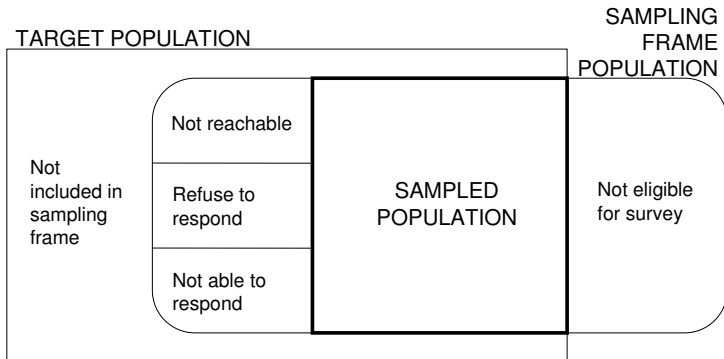 SAMPLING
FRAME
POPULATION
TARGET POPULATION
Not reachable
Not
included in
sampling
frame
Refuse to
respond
Not able to
respond
SAMPLED
POPULATION
Not eligible
for survey